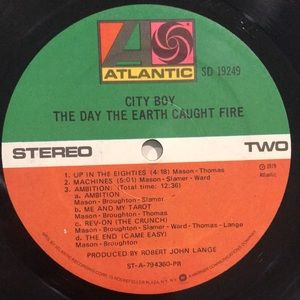 ATLANTIC
SD 19249
CITY BOY
THE DAY THE EARTH CAUGHT FIRE
STEREO
TWO
1. UP IN THE EIGHTIES (4:18) Mason - Thomas
2. MACHINES (5:01) Mason - Slamer - Ward
3. AMBITION: (Total time: 12:36)
a. AMBITION
Mason - Broughton - Slamer
b. ME AND MY TAROT
Mason - Broughton - Thomas
c. REV-ON (THE CRUNCH)
Mason - Broughton - Slamer - Ward - Thomas - Lange
d. THE END (CAME EASY)
Mason - Broughton
PRODUCED BY ROBERT JOHN LANGE
ST-A-794360-PR